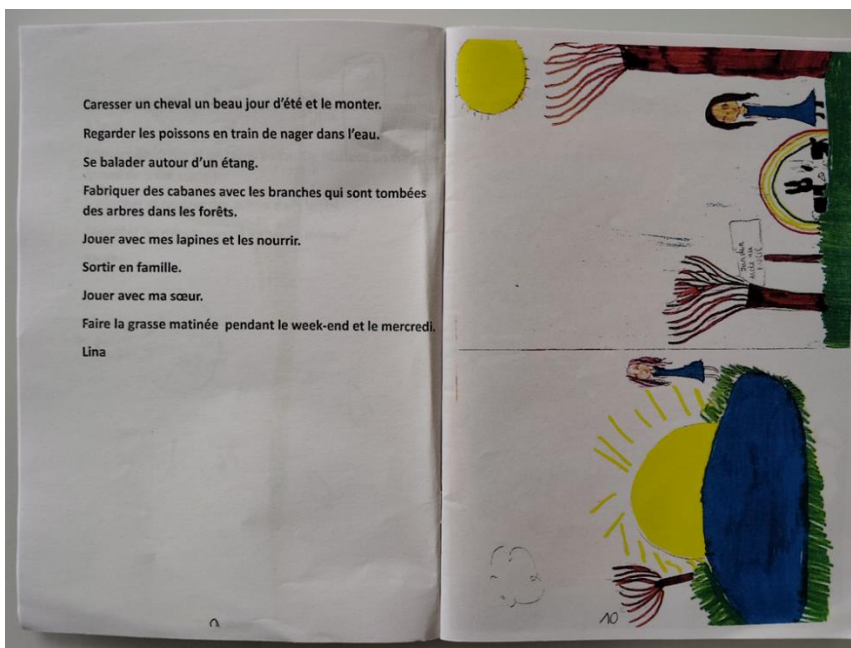 Caresser un cheval un beau jour d'été et le monter.
Regarder les poissons en train de nager dans l'eau.
Se balader autour d'un étang.
Fabriquer des cabanes avec les branches qui sont tombées
des arbres dans les forêts.
Jouer avec mes lapines et les nourrir.
Sortir en famille.
Jouer avec ma sœur.
Faire la grasse matinée  pendant le week-end et le mercredi.
Lina
10